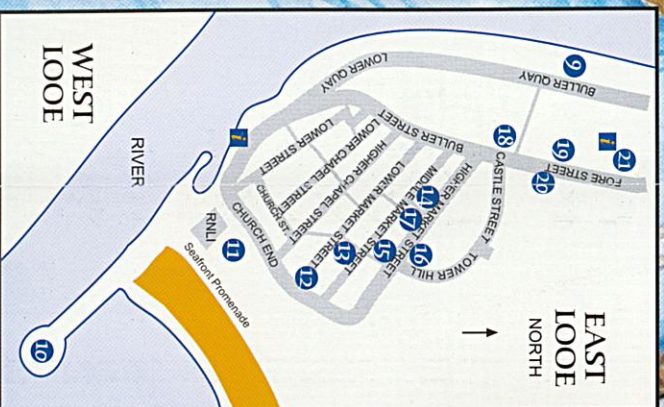 WEST
LOOE
RIVER
EAST
LOOE
NORTH
9
BULLER QUAY
LOWER QUAY
BULLER STREET
18
19
i
21
FORE STREET
20
CASTLE STREET
TOWER HILL
HIGHER MARKET STREET
MIDDLE MARKET STREET
LOWER MARKET STREET
HIGHER CHAPEL STREET
LOWER CHAPEL STREET
LOWER STREET
CHURCH ST.
CHURCH END
14
17
16
15
13
12
11
i
RNLI
Seafront Promenade
10